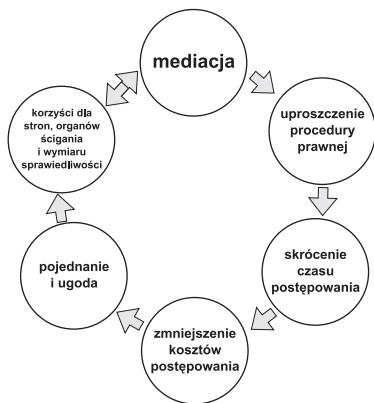 mediacja
uproszczenie
procedury
prawnej
skrócenie
czasu
postępowania
zmniejszenie
kosztów
postępowania
pojednanie
i ugoda
korzyści dla
stron, organów
ścigania
i wymiaru
sprawiedliwości